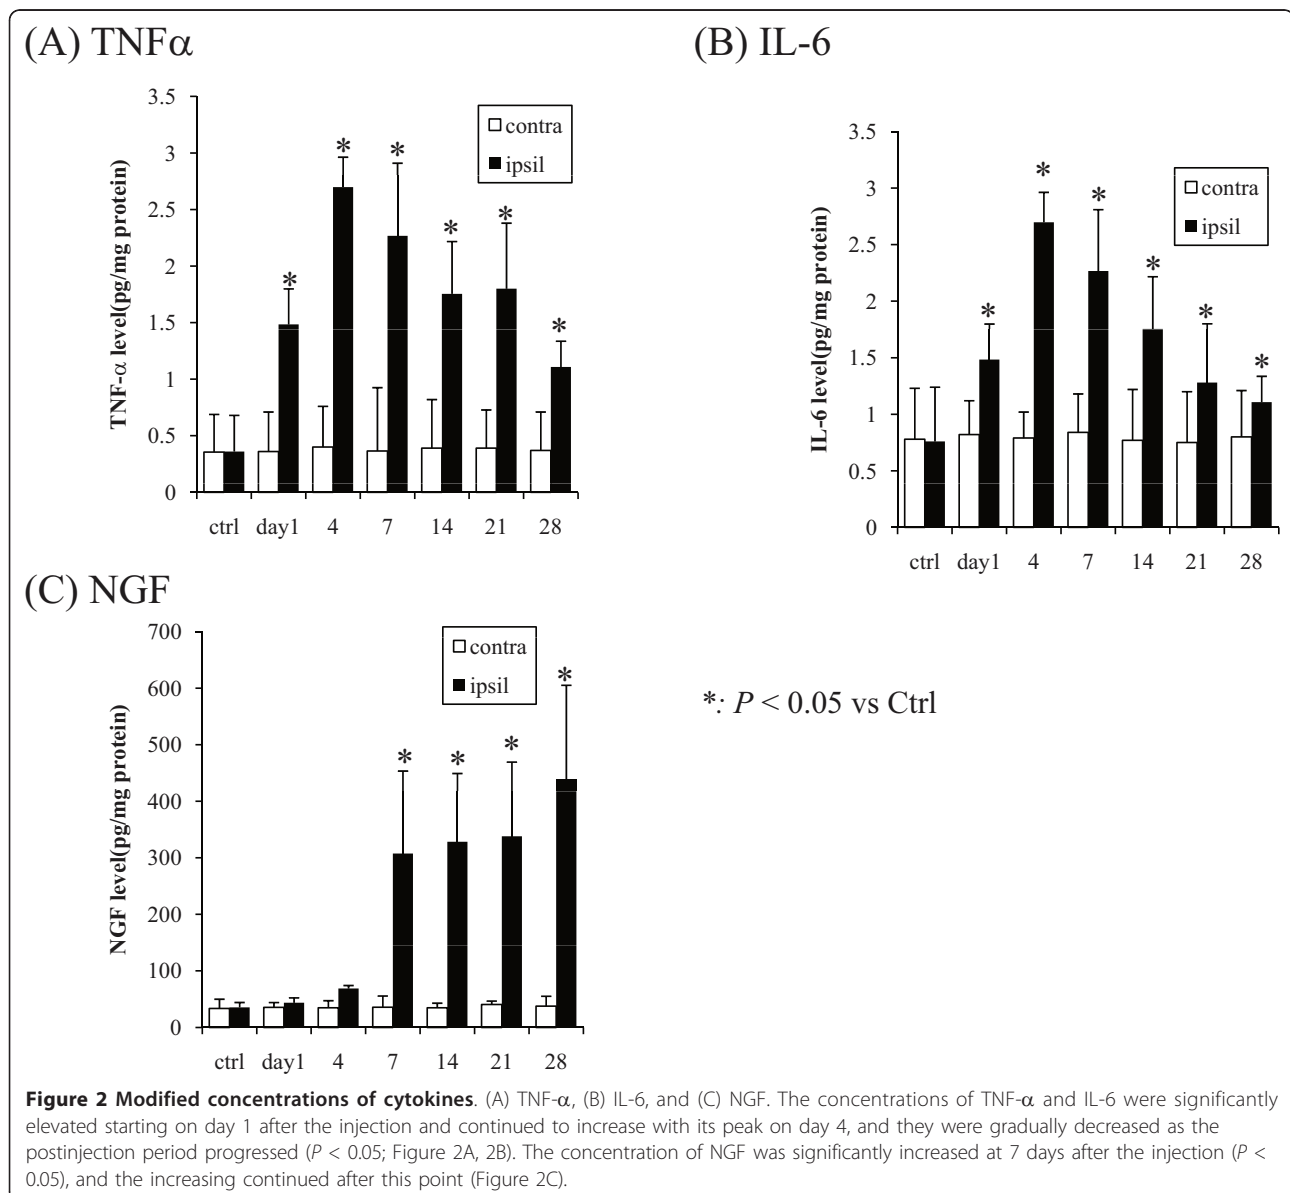 (A) TNFα
3.5
3
2.5
2
1.5
1
0.5
0
TNF-α level(pg/mg protein)
contra
ipsil
*
*
*
*
*
*
ctrl day1 4 7 14 21 28
(B) IL-6
3.5
3
2.5
2
1.5
1
0.5
0
IL-6 level(pg/mg protein)
contra
ipsil
*
*
*
*
*
*
ctrl day1 4 7 14 21 28
(C) NGF
700
600
500
400
300
200
100
0
NGF level(pg/mg protein)
contra
ipsil
*
*
*
*
ctrl day1 4 7 14 21 28
*: P < 0.05 vs Ctrl
Figure 2 Modified concentrations of cytokines. (A) TNF-α, (B) IL-6, and (C) NGF. The concentrations of TNF-α and IL-6 were significantly
elevated starting on day 1 after the injection and continued to increase with its peak on day 4, and they were gradually decreased as the
postinjection period progressed (P < 0.05; Figure 2A, 2B). The concentration of NGF was significantly increased at 7 days after the injection (P <
0.05), and the increasing continued after this point (Figure 2C).